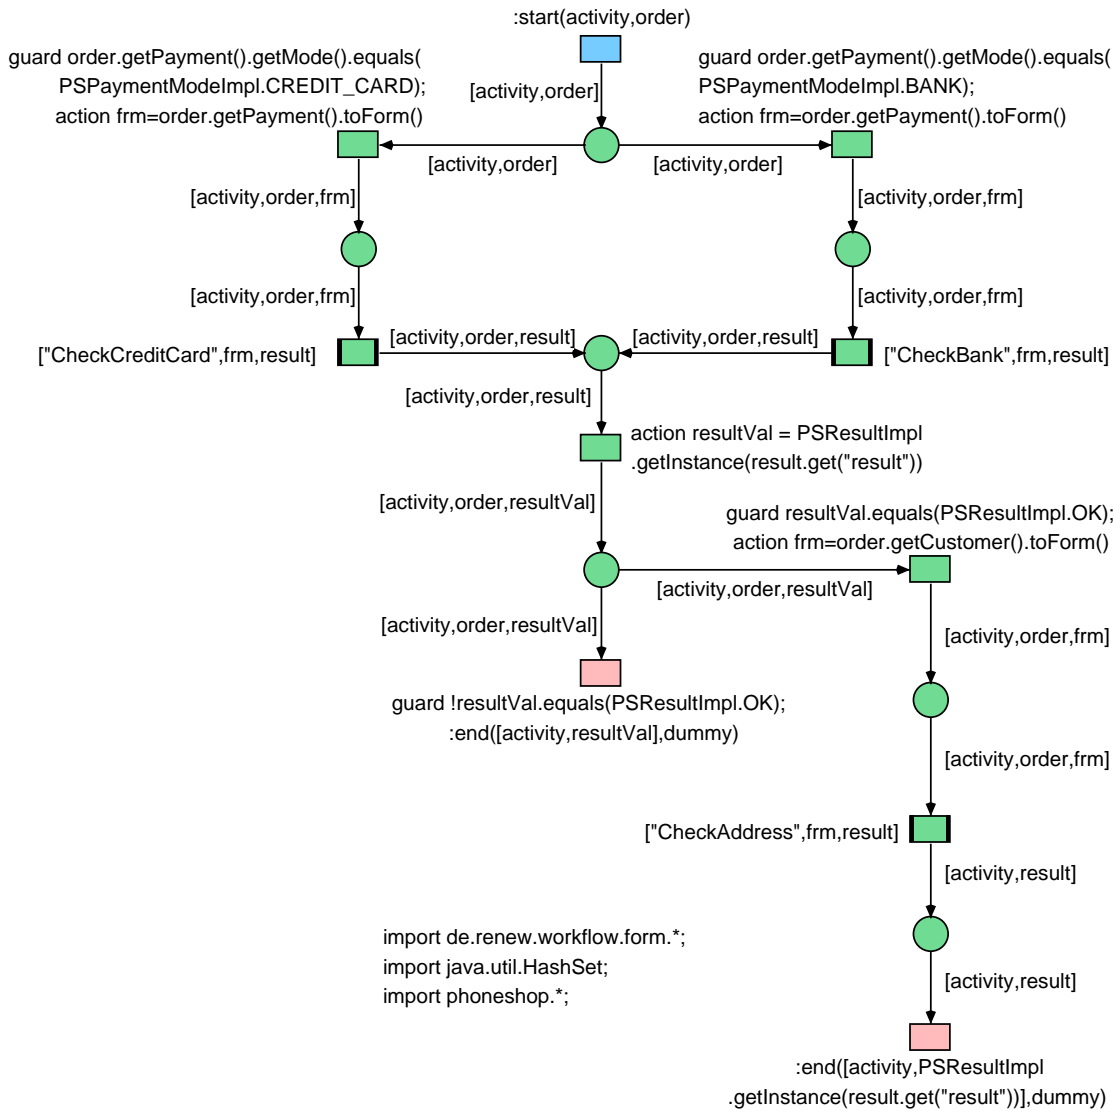 :start(activity,order)
guard order.getPayment().getMode().equals(
PSPaymentModeImpl.CREDIT_CARD);
action frm=order.getPayment().toForm()
guard order.getPayment().getMode().equals(
PSPaymentModeImpl.BANK);
action frm=order.getPayment().toForm()
[activity,order]
[activity,order]
[activity,order]
[activity,order,frm]
[activity,order,frm]
[activity,order,frm]
[activity,order,frm]
["CheckCreditCard",frm,result]
[activity,order,result]
[activity,order,result]
["CheckBank",frm,result]
[activity,order,result]
action resultVal = PSResultImpl
.getInstance(result.get("result"))
[activity,order,resultVal]
guard resultVal.equals(PSResultImpl.OK);
action frm=order.getCustomer().toForm()
[activity,order,resultVal]
[activity,order,resultVal]
[activity,order,frm]
guard !resultVal.equals(PSResultImpl.OK);
:end([activity,resultVal],dummy)
[activity,order,frm]
["CheckAddress",frm,result]
[activity,result]
import de.renew.workflow.form.*;
import java.util.HashSet;
import phoneshop.*;
[activity,result]
:end([activity,PSResultImpl
.getInstance(result.get("result"))],dummy)